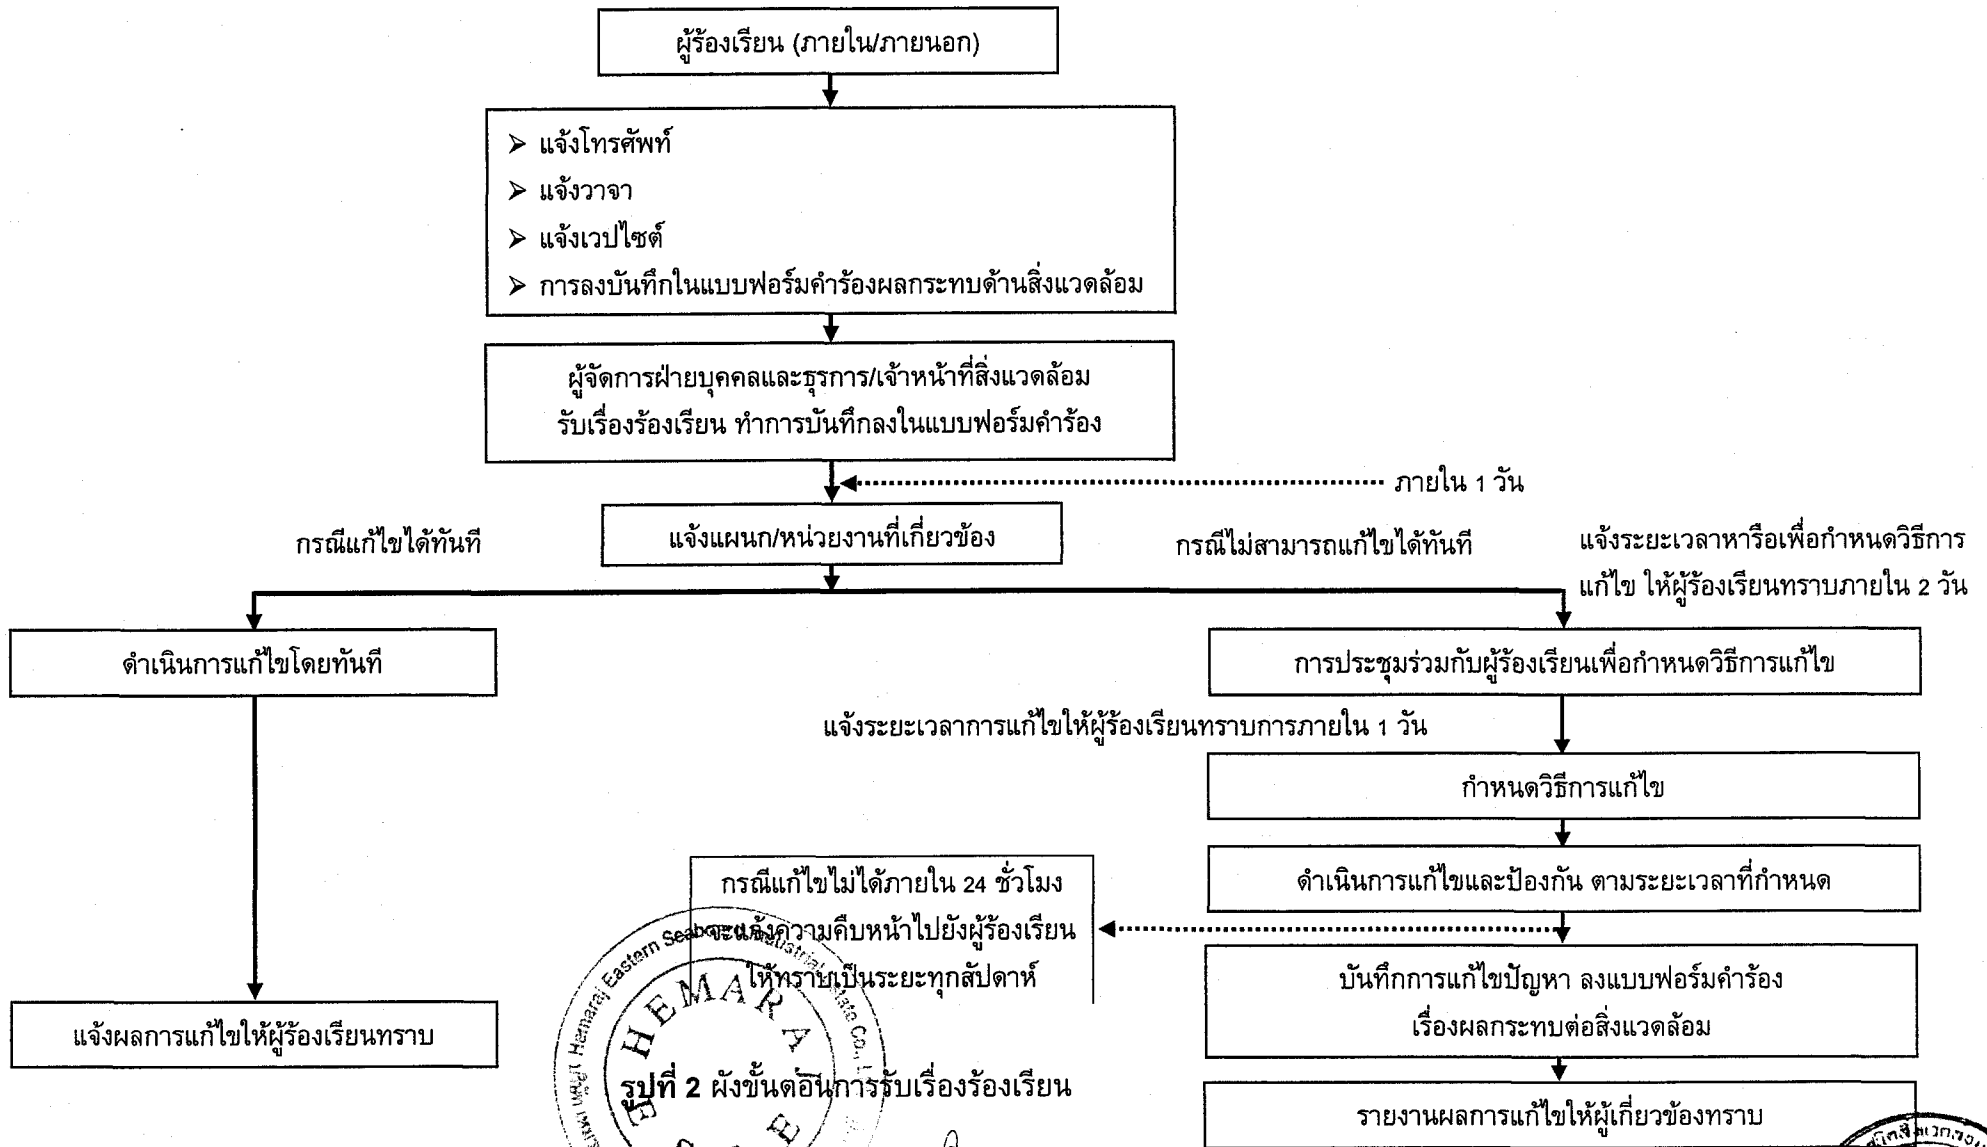 ผู้ร้องเรียน (ภายใน/ภายนอก)
➢ แจ้งโทรศัพท์
➢ แจ้งวาจา
➢ แจ้งเวปไซต์
➢ การลงบันทึกในแบบฟอร์มคำร้องผลกระทบด้านสิ่งแวดล้อม
ผู้จัดการฝ่ายบุคคลและธุรการ/เจ้าหน้าที่สิ่งแวดล้อม
รับเรื่องร้องเรียน ทำการบันทึกลงในแบบฟอร์มคำร้อง
ภายใน 1 วัน
แจ้งแผนก/หน่วยงานที่เกี่ยวข้อง
กรณีแก้ไขได้ทันที
กรณีไม่สามารถแก้ไขได้ทันที
แจ้งระยะเวลาหารือเพื่อกำหนดวิธีการ
แก้ไข ให้ผู้ร้องเรียนทราบภายใน 2 วัน
ดำเนินการแก้ไขโดยทันที
การประชุมร่วมกับผู้ร้องเรียนเพื่อกำหนดวิธีการแก้ไข
แจ้งระยะเวลาการแก้ไขให้ผู้ร้องเรียนทราบการภายใน 1 วัน
กำหนดวิธีการแก้ไข
ดำเนินการแก้ไขและป้องกัน ตามระยะเวลาที่กำหนด
กรณีแก้ไขไม่ได้ภายใน 24 ชั่วโมง
จะแจ้งความคืบหน้าไปยังผู้ร้องเรียน
ให้ทราบเป็นระยะทุกสัปดาห์
บันทึกการแก้ไขปัญหา ลงแบบฟอร์มคำร้อง
เรื่องผลกระทบต่อสิ่งแวดล้อม
แจ้งผลการแก้ไขให้ผู้ร้องเรียนทราบ
รายงานผลการแก้ไขให้ผู้เกี่ยวข้องทราบ
รูปที่ 2 ผังขั้นตอนการรับเรื่องร้องเรียน
Hemaraj Eastern Seaboard Industrial Estate Co.,
HEMARA